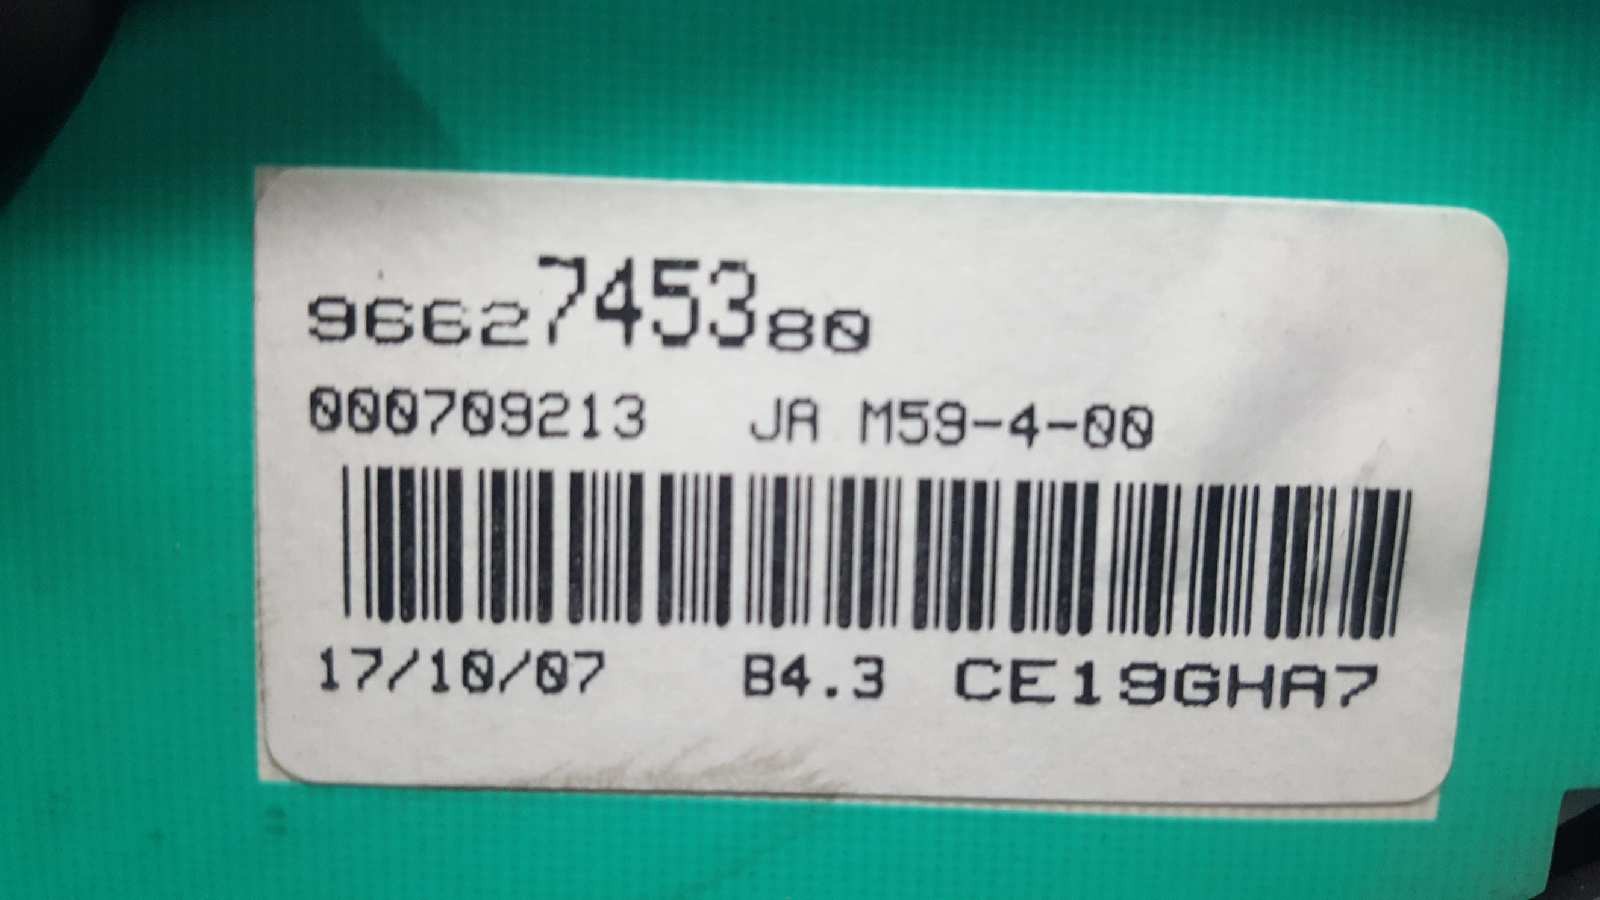 9662745380
000709213 JA M59-4-00
17/10/07 B4.3 CE19GHA7